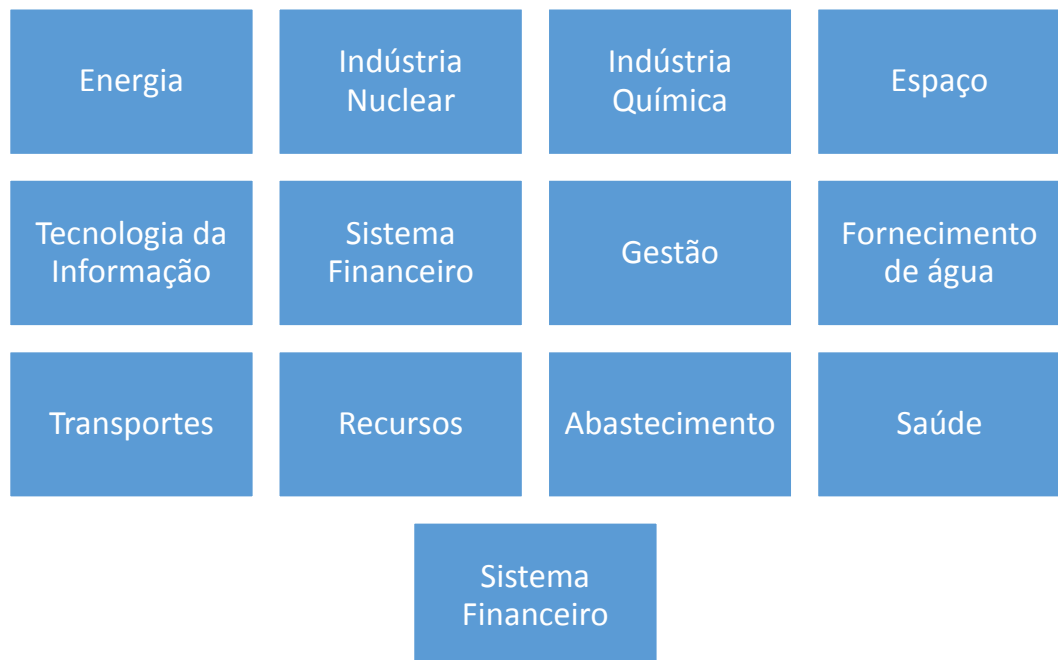 Energia
Indústria
Nuclear
Indústria
Química
Espaço
Tecnologia da
Informação
Sistema
Financeiro
Gestão
Fornecimento
de água
Transportes
Recursos
Abastecimento
Saúde
Sistema
Financeiro